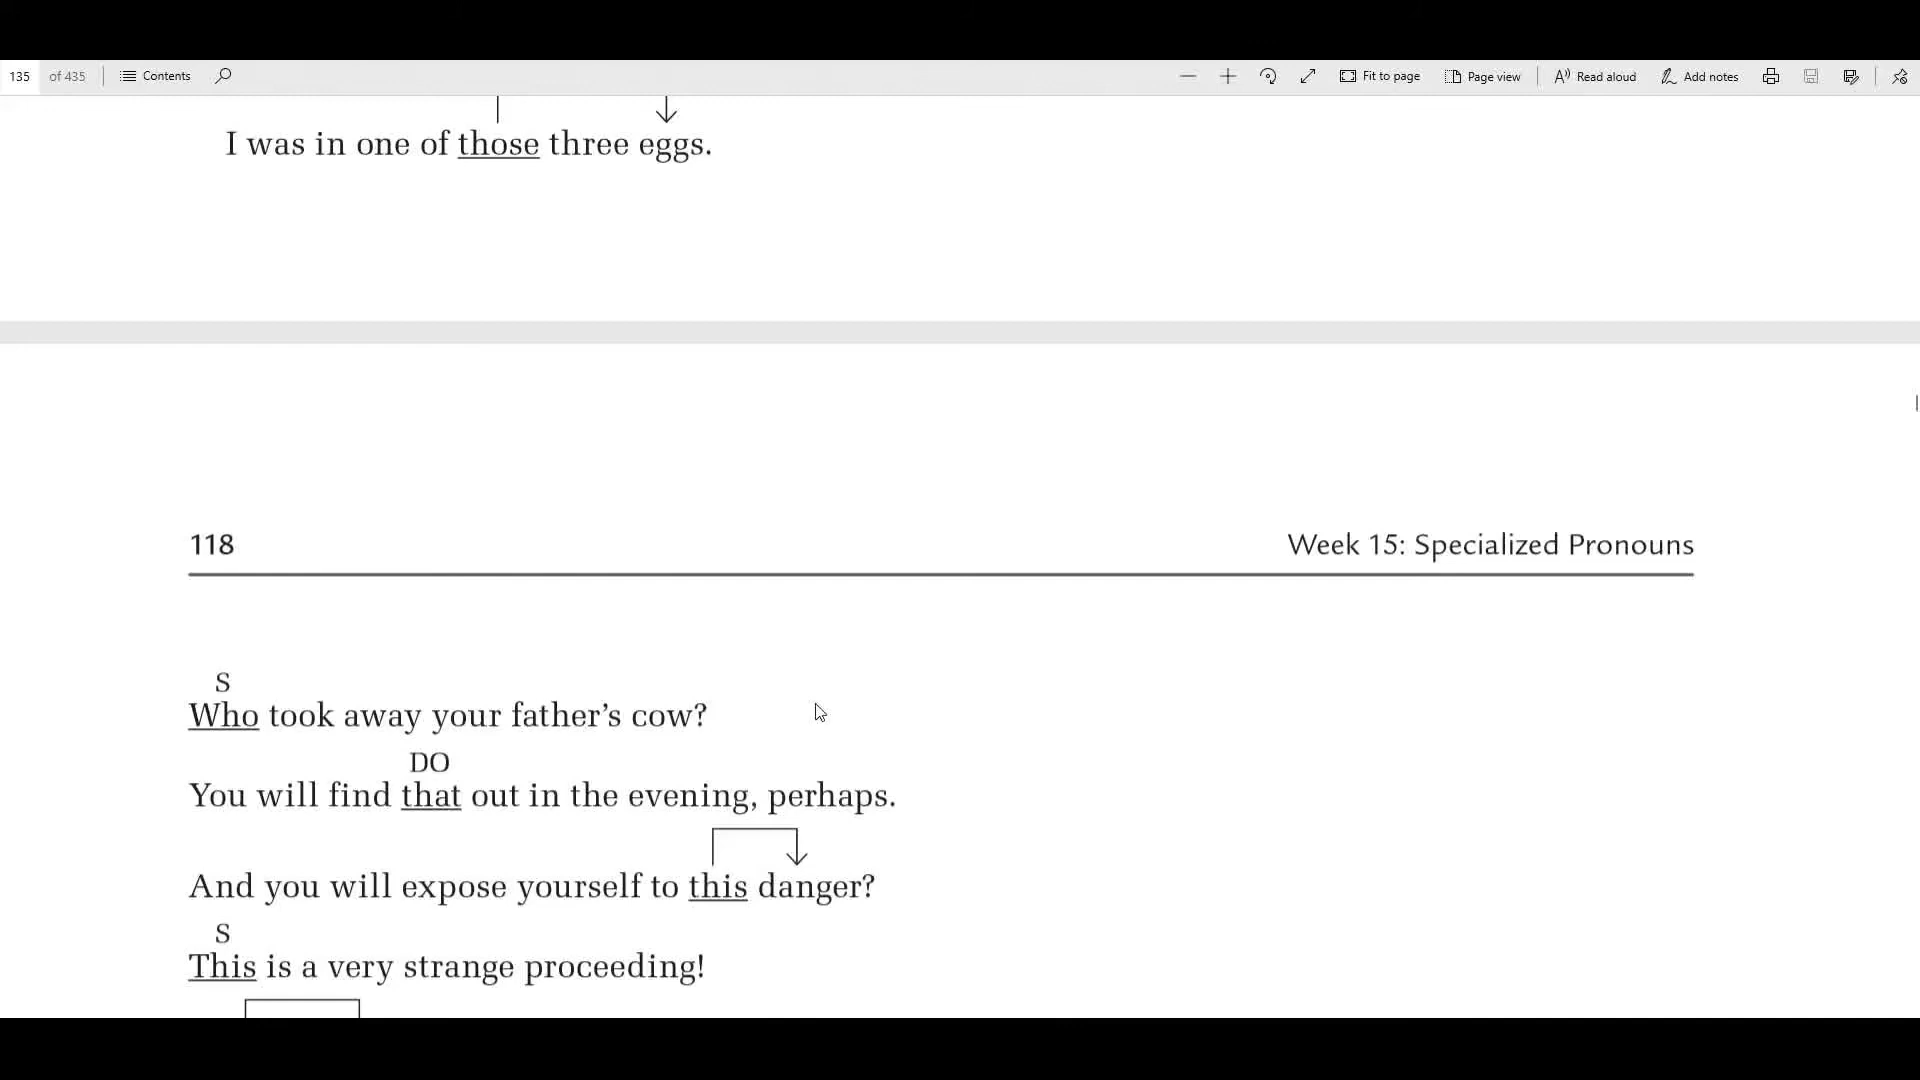 135 of 435 Contents Fit to page Page view Read aloud Add notes
I was in one of those three eggs.
118 Week 15: Specialized Pronouns
S
Who took away your father’s cow?
DO
You will find that out in the evening, perhaps.
And you will expose yourself to this danger?
S
This is a very strange proceeding!